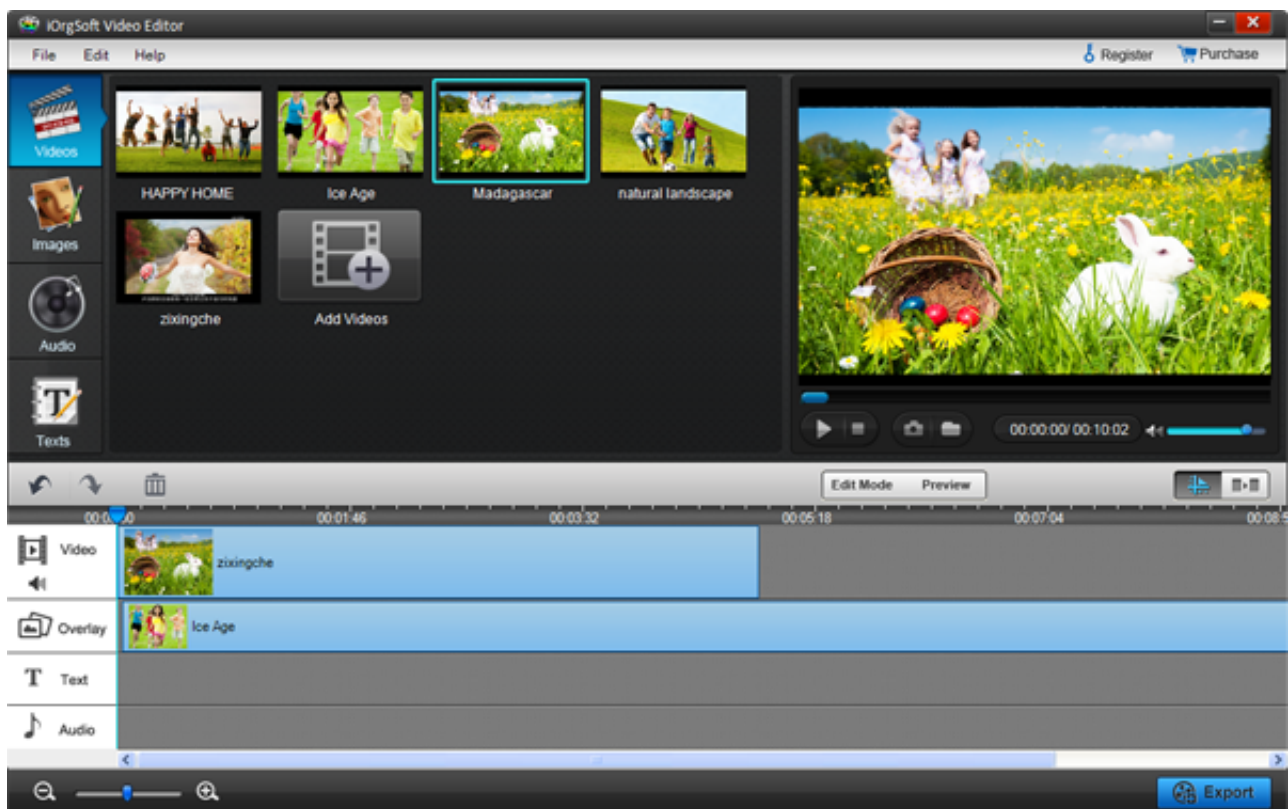 iOrgSoft Video Editor
File Edit Help
Register Purchase
Videos
HAPPY HOME Ice Age Madagascar natural landscape
Images
zixingche Add Videos
Audio
Texts
00:00:00/ 00:10:02
Edit Mode Preview
00:01:46 00:03:32 00:05:18 00:07:04
Video zixingche
Overlay Ice Age
T Text
Audio
Export